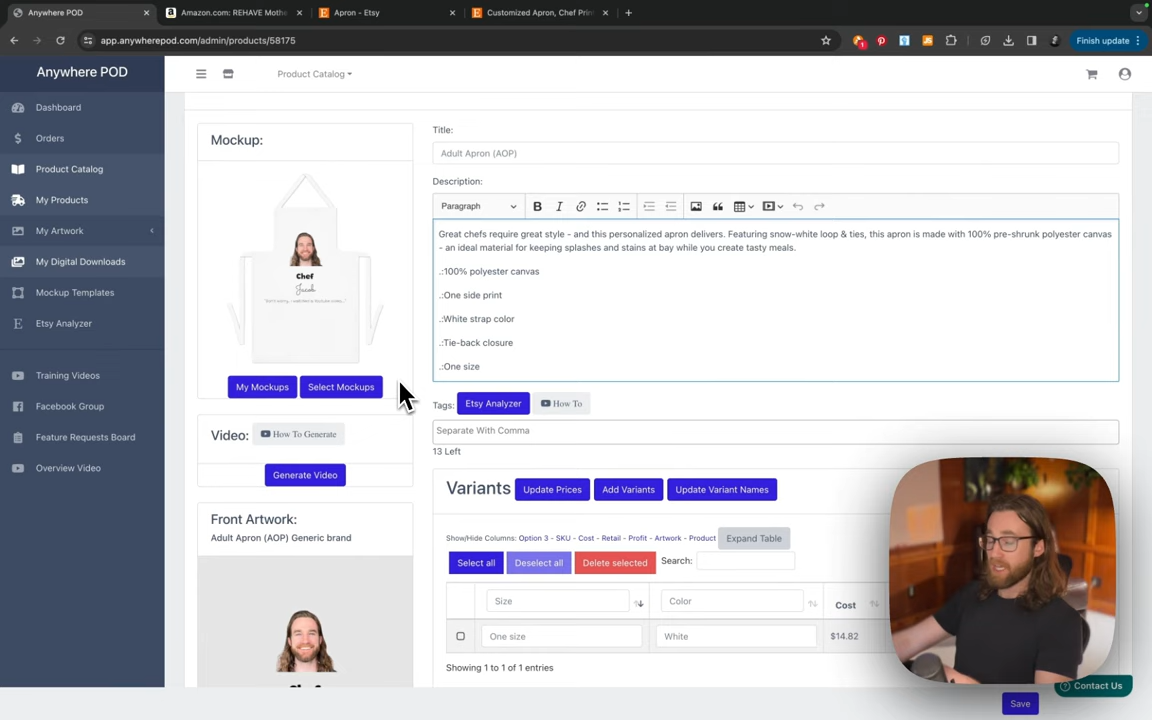 Anywhere POD
Amazon.com: REHAVE Mothe
Apron - Etsy
Customized Apron, Chef Prin
app.anywherepod.com/admin/products/58175
1
Finish update
Anywhere POD
Product Catalog
Dashboard
Orders
Product Catalog
My Products
My Artwork
My Digital Downloads
Mockup Templates
Etsy Analyzer
Training Videos
Facebook Group
Feature Requests Board
Overview Video
Mockup:
Chef
Jacob
My Mockups
Select Mockups
Video:
How To Generate
Generate Video
Front Artwork:
Adult Apron (AOP) Generic brand
Title:
Adult Apron (AOP)
Description:
Paragraph
Great chefs require great style - and this personalized apron delivers. Featuring snow-white loop & ties, this apron is made with 100% pre-shrunk polyester canvas
- an ideal material for keeping splashes and stains at bay while you create tasty meals.
.:100% polyester canvas
.:One side print
.:White strap color
.:Tie-back closure
.:One size
Tags:
Etsy Analyzer
How To
Separate With Comma
13 Left
Variants
Update Prices
Add Variants
Update Variant Names
Show/Hide Columns: Option 3 - SKU - Cost - Retail - Profit - Artwork - Product
Expand Table
Select all
Deselect all
Delete selected
Search:
Size
Color
Cost
One size
White
$14.82
Showing 1 to 1 of 1 entries
Contact Us
Save